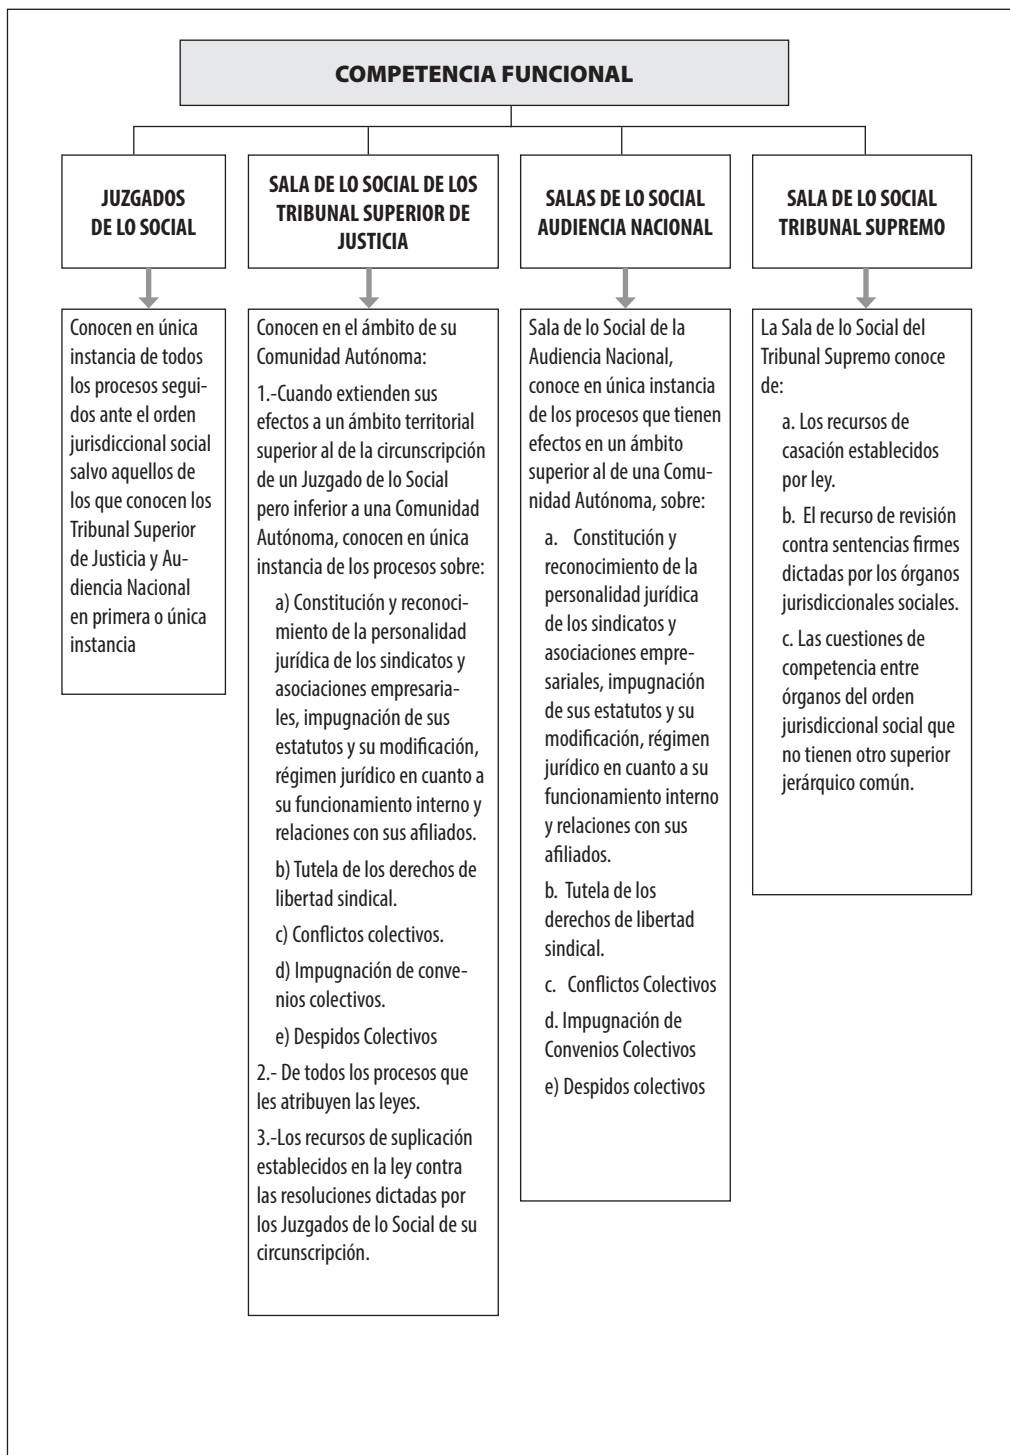 COMPETENCIA FUNCIONAL
JUZGADOS
DE LO SOCIAL
Conocen en única
instancia de todos
los procesos segui-
dos ante el orden
jurisdiccional social
salvo aquellos de
los que conocen los
Tribunal Superior
de Justicia y Au-
diencia Nacional
en primera o única
instancia
SALA DE LO SOCIAL DE LOS
TRIBUNAL SUPERIOR DE
JUSTICIA
Conocen en el ámbito de su
Comunidad Autónoma:
1.-Cuando extienden sus
efectos a un ámbito territorial
superior al de la circunscripción
de un Juzgado de lo Social
pero inferior a una Comunidad
Autónoma, conocen en única
instancia de los procesos sobre:
a) Constitución y reconoci-
miento de la personalidad
jurídica de los sindicatos y
asociaciones empresaria-
les, impugnación de sus
estatutos y su modificación,
régimen jurídico en cuanto a
su funcionamiento interno y
relaciones con sus afiliados.
b) Tutela de los derechos de
libertad sindical.
c) Conflictos colectivos.
d) Impugnación de conve-
nios colectivos.
e) Despidos Colectivos
2.- De todos los procesos que
les atribuyen las leyes.
3.-Los recursos de suplicación
establecidos en la ley contra
las resoluciones dictadas por
los Juzgados de lo Social de su
circunscripción.
SALAS DE LO SOCIAL
AUDIENCIA NACIONAL
Sala de lo Social de la
Audiencia Nacional,
conoce en única instancia
de los procesos que tienen
efectos en un ámbito
superior al de una Comu-
nidad Autónoma, sobre:
a. Constitución y
reconocimiento de la
personalidad jurídica
de los sindicatos y
asociaciones empre-
sariales, impugnación
de sus estatutos y su
modificación, régimen
jurídico en cuanto a su
funcionamiento interno
y relaciones con sus
afiliados.
b. Tutela de los
derechos de libertad
sindical.
c. Conflictos Colectivos
d. Impugnación de
Convenios Colectivos
e) Despidos colectivos
SALA DE LO SOCIAL
TRIBUNAL SUPREMO
La Sala de lo Social del
Tribunal Supremo conoce
de:
a. Los recursos de
casación establecidos
por ley.
b. El recurso de revisión
contra sentencias firmes
dictadas por los órganos
jurisdiccionales sociales.
c. Las cuestiones de
competencia entre
órganos del orden
jurisdiccional social que
no tienen otro superior
jerárquico común.